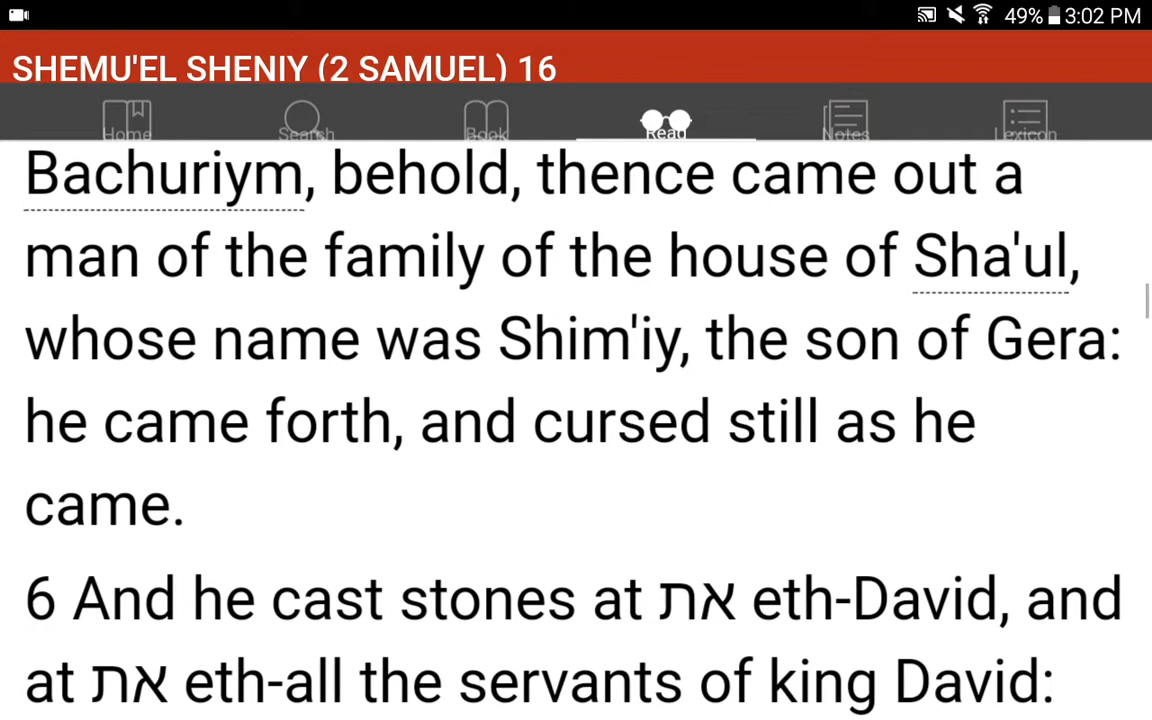 49% 3:02 PM
SHEMU'EL SHENIY (2 SAMUEL) 16
Home Search Book Read Notes Lexicon
Bachuriym, behold, thence came out a
man of the family of the house of Sha'ul,
whose name was Shim'iy, the son of Gera:
he came forth, and cursed still as he
came.
6 And he cast stones at את eth-David, and
at את eth-all the servants of king David: